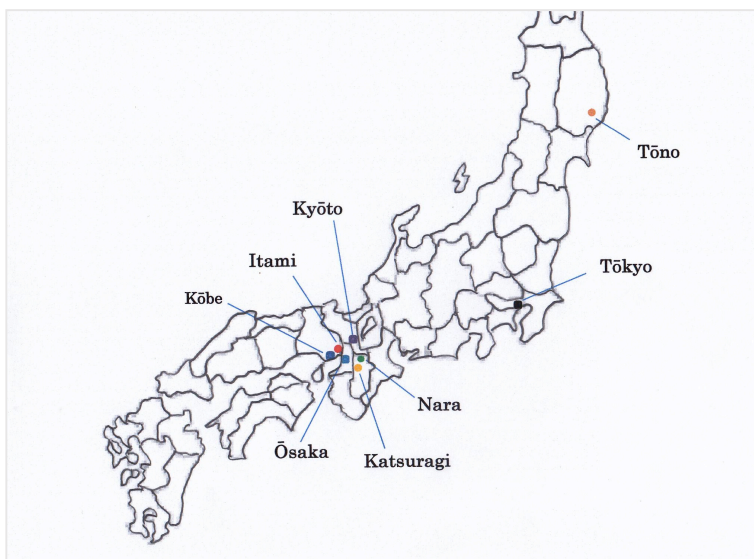 Tōno
Kyōto
Itami
Tōkyo
Kōbe
Nara
Ōsaka
Katsuragi